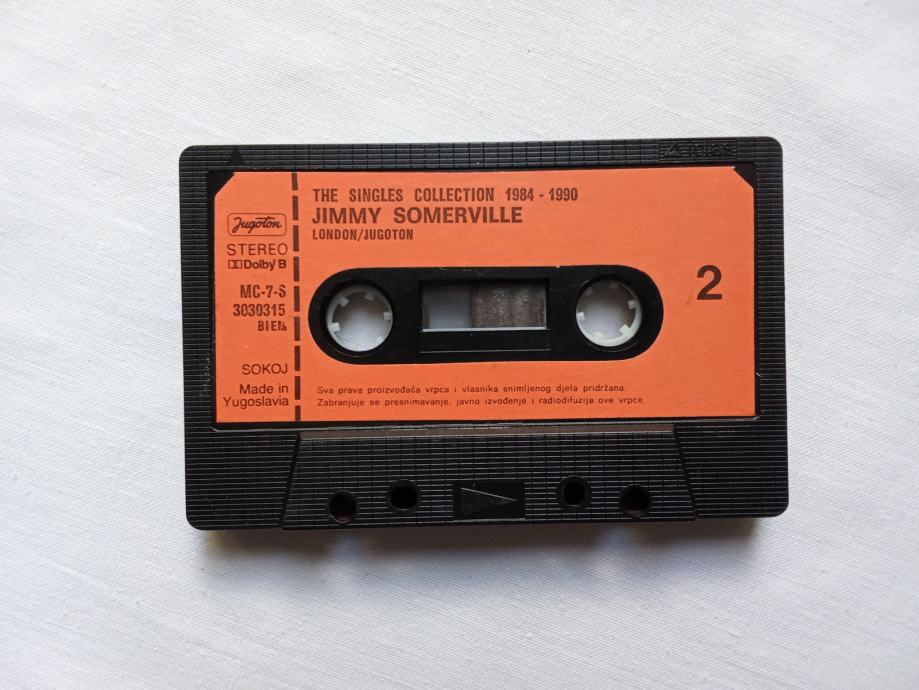 THE SINGLES COLLECTION 1984 - 1990
JIMMY SOMERVILLE
LONDON/JUGOTON
Jugoton
STEREO
Dolby B
MC-7-S
3030315
BIEM
SOKOJ
Made in
Yugoslavia
2
Sva prava proizvođača vrpca i vlasnika snimljenog djela pridržana.
Zabranjuje se presnimavanje, javno izvođenje i radiodifuzija ove vrpce